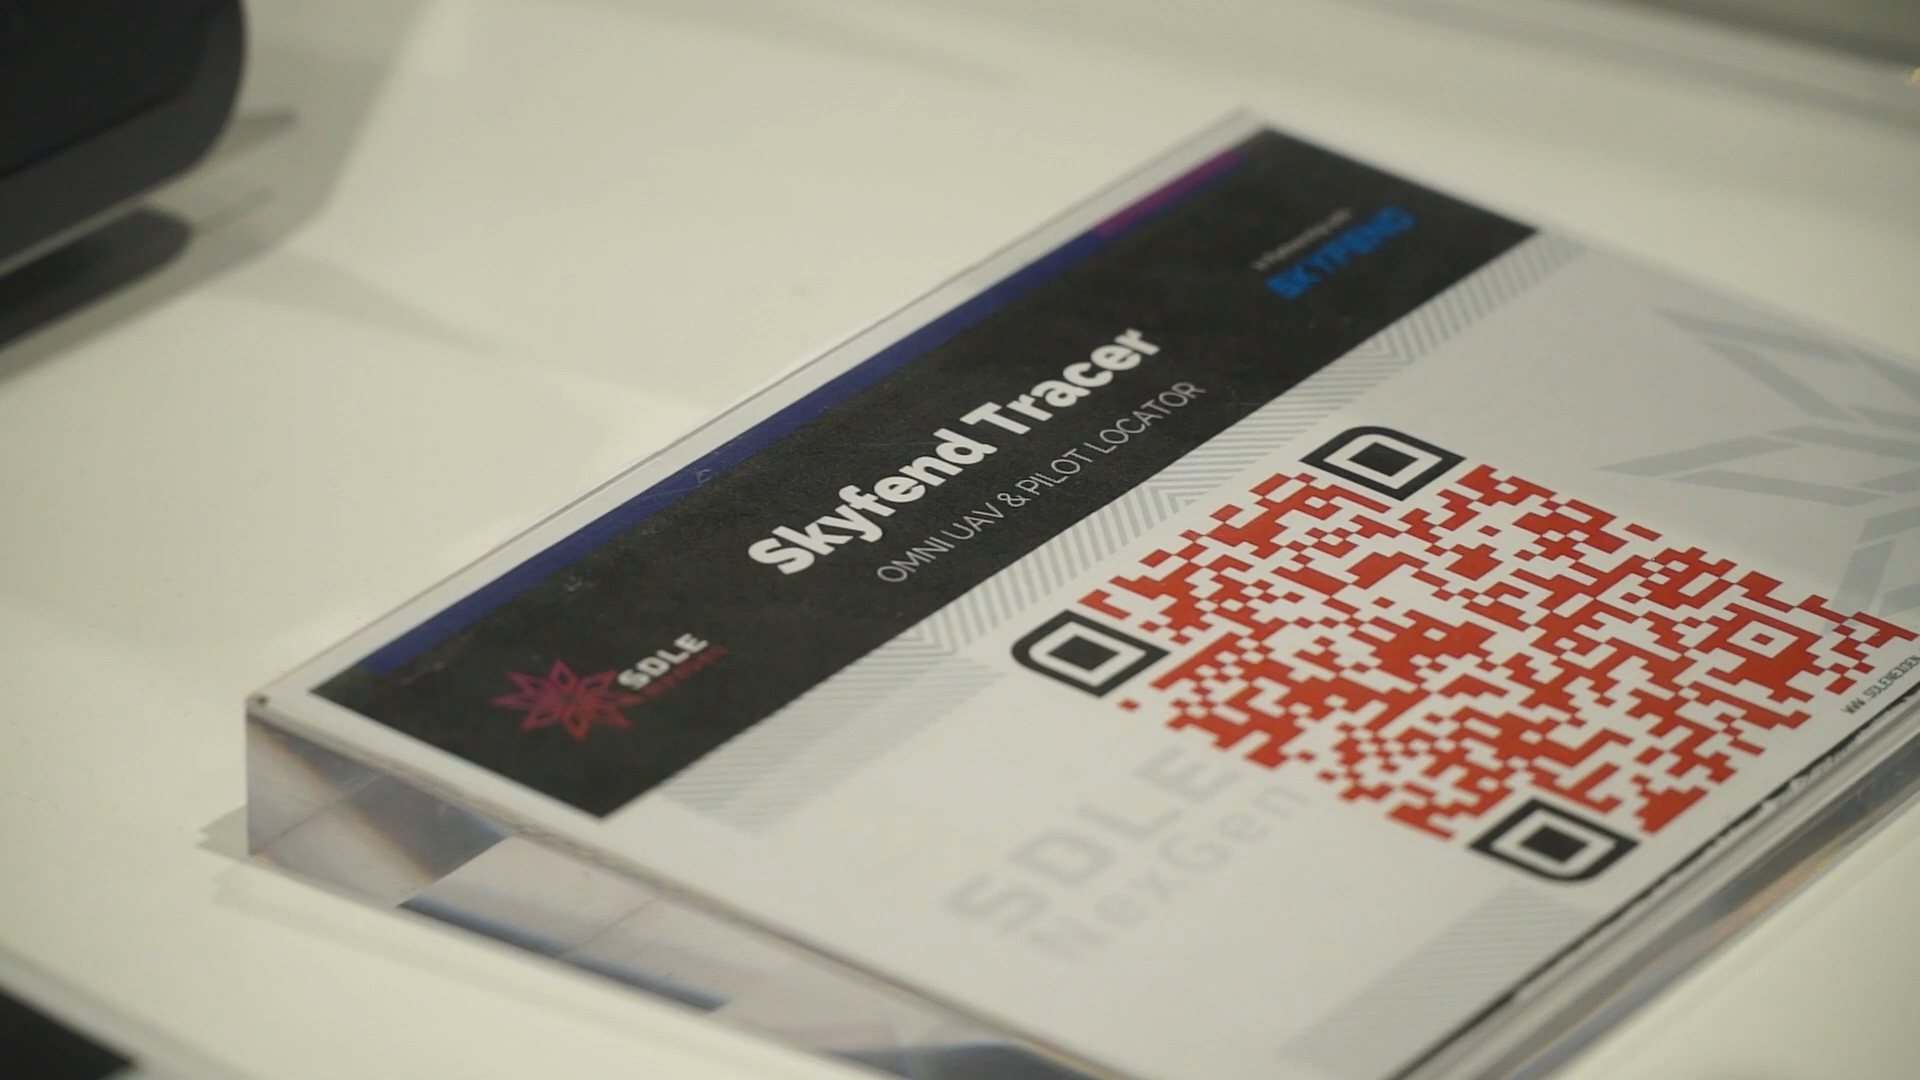 SKYFEND
Skyfend Tracer
OMNI UAV & PILOT LOCATOR
SDLE
SDLE
NexGen